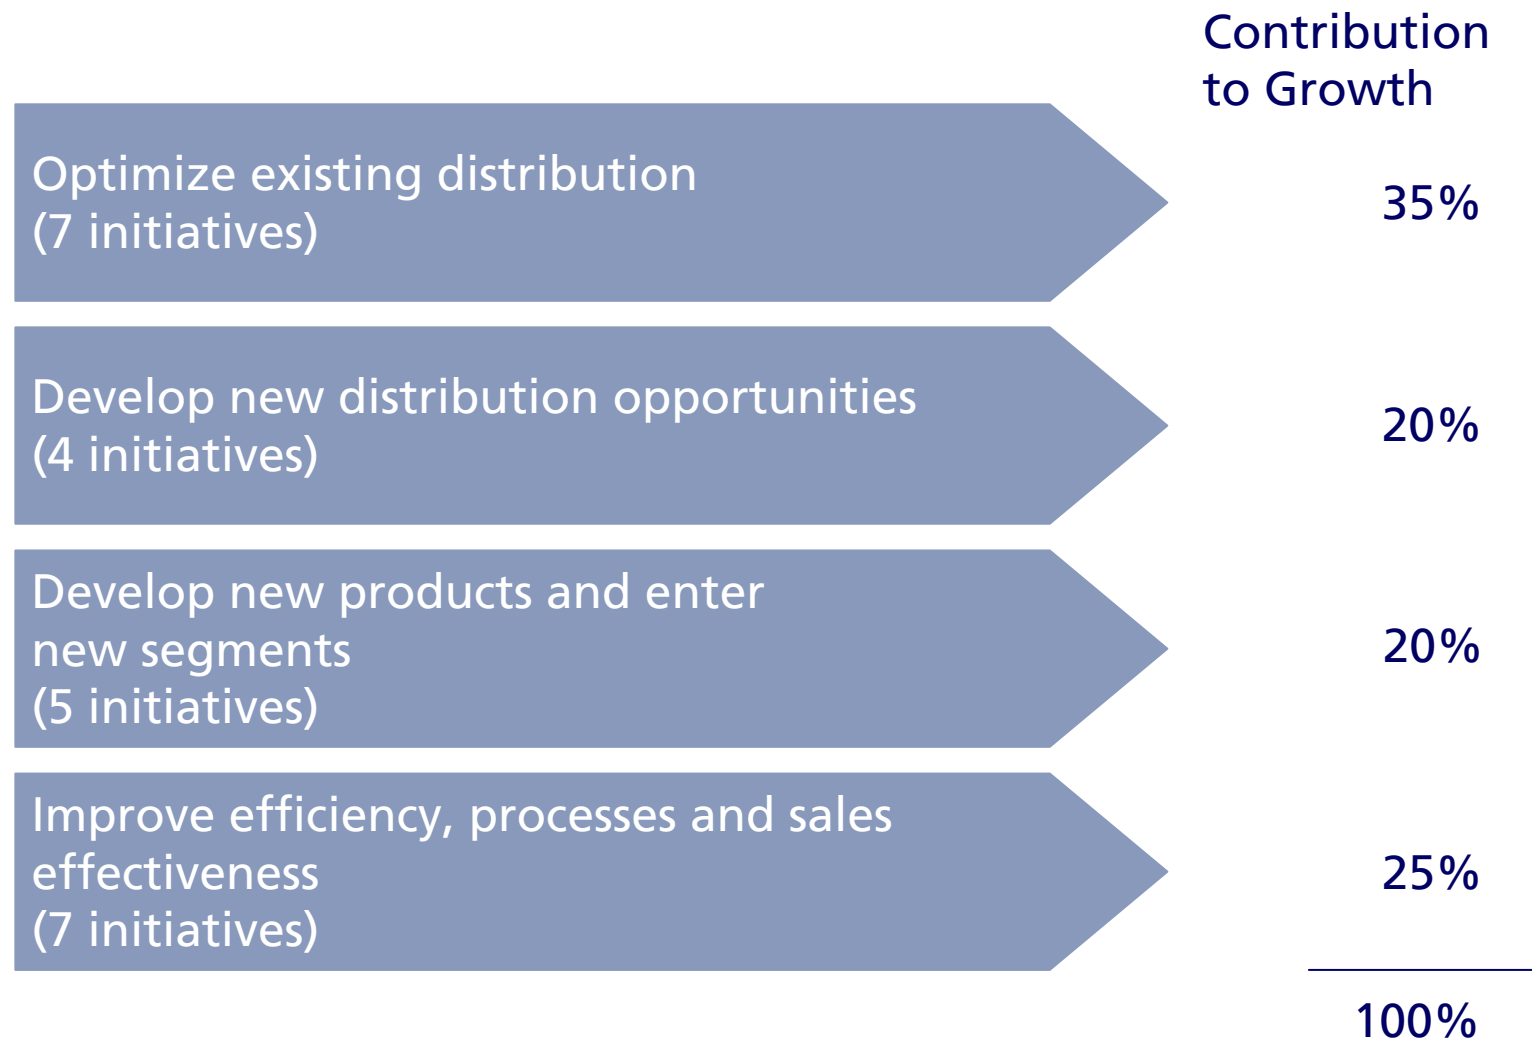 Contribution
to Growth
Optimize existing distribution
(7 initiatives)
35%
Develop new distribution opportunities
(4 initiatives)
20%
Develop new products and enter
new segments
(5 initiatives)
20%
Improve efficiency, processes and sales
effectiveness
(7 initiatives)
25%
100%